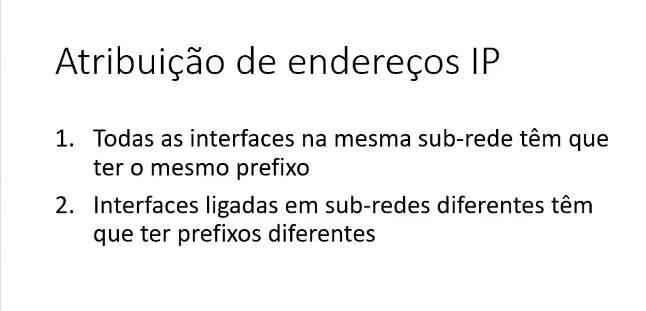 Atribuição de endereços IP
1. Todas as interfaces na mesma sub-rede têm que
ter o mesmo prefixo
2. Interfaces ligadas em sub-redes diferentes têm
que ter prefixos diferentes